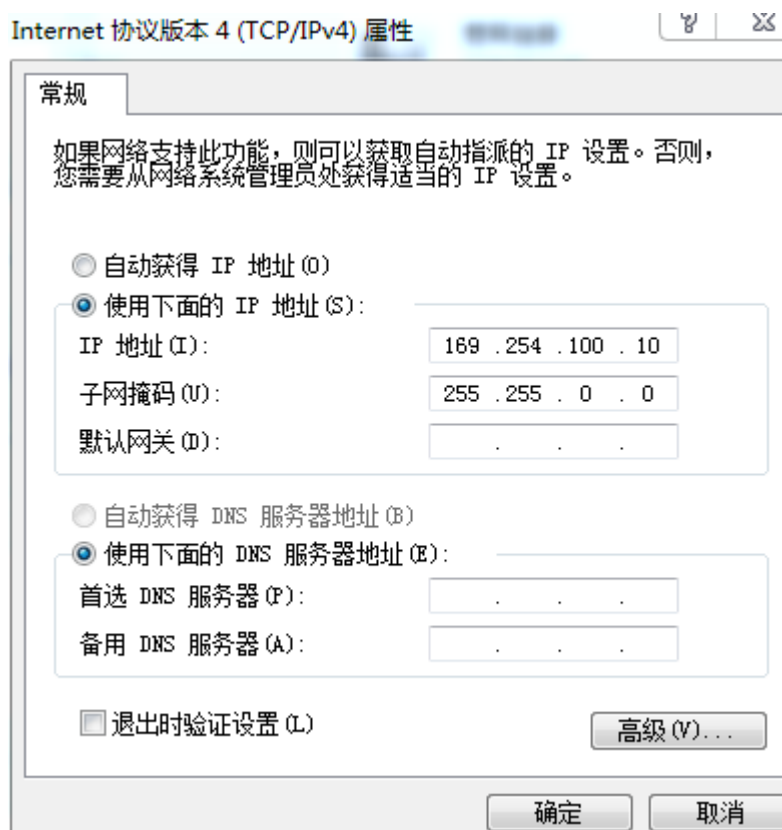 Internet 协议版本 4 (TCP/IPv4) 属性
常规
如果网络支持此功能，则可以获取自动指派的 IP 设置。否则，
您需要从网络系统管理员处获得适当的 IP 设置。
自动获得 IP 地址(O)
使用下面的 IP 地址(S):
IP 地址(I): 169 .254 .100 . 10
子网掩码(U): 255 .255 . 0 . 0
默认网关(D): . . .
自动获得 DNS 服务器地址(B)
使用下面的 DNS 服务器地址(E):
首选 DNS 服务器(P): . . .
备用 DNS 服务器(A): . . .
退出时验证设置(L)
高级(V)...
确定 取消